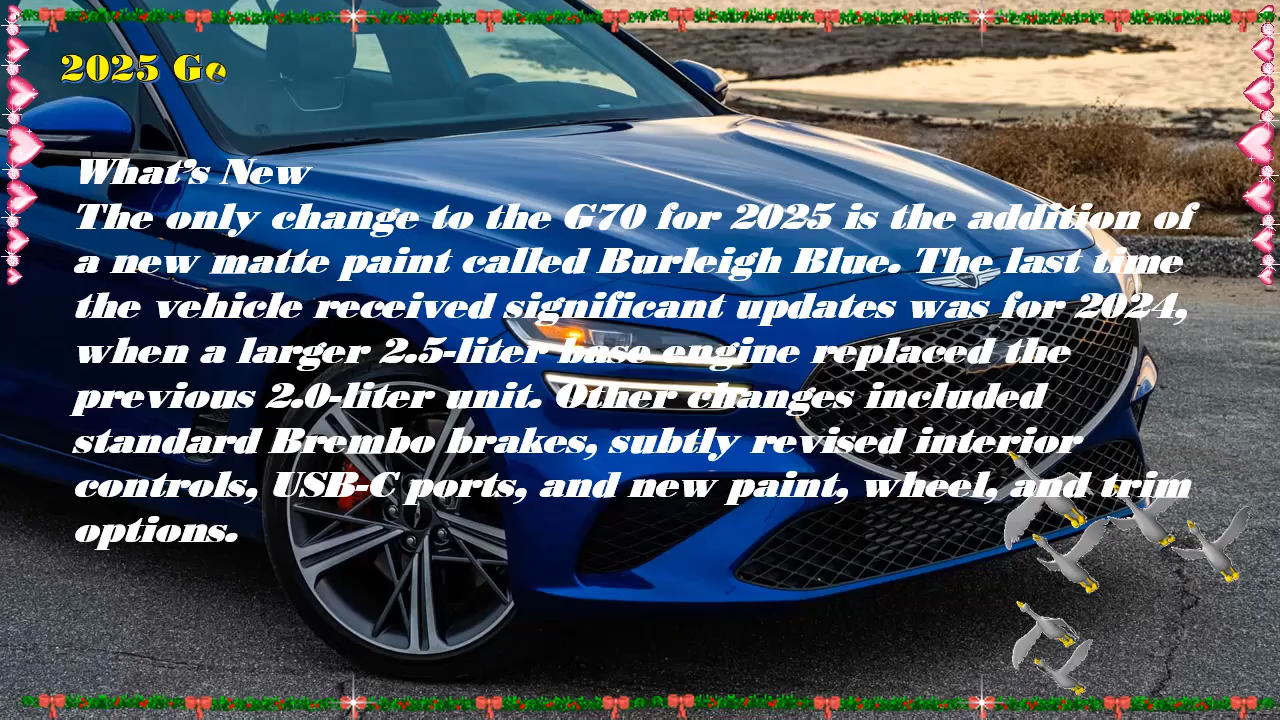 2025 Ge
What's New
The only change to the G70 for 2025 is the addition of
a new matte paint called Burleigh Blue. The last time
the vehicle received significant updates was for 2024,
when a larger 2.5-liter base engine replaced the
previous 2.0-liter unit. Other changes included
standard Brembo brakes, subtly revised interior
controls, USB-C ports, and new paint, wheel, and trim
options.